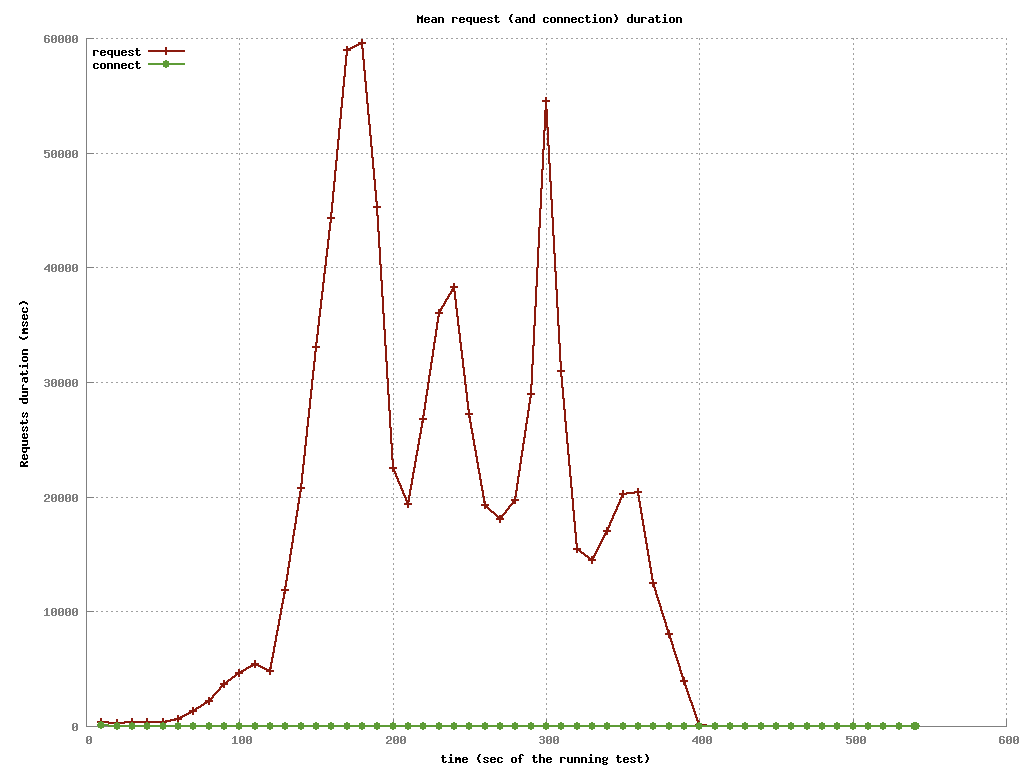 Mean request (and connection) duration
request
connect
60000
50000
40000
30000
20000
10000
0
Requests duration (msec)
0 100 200 300 400 500 600
time (sec of the running test)